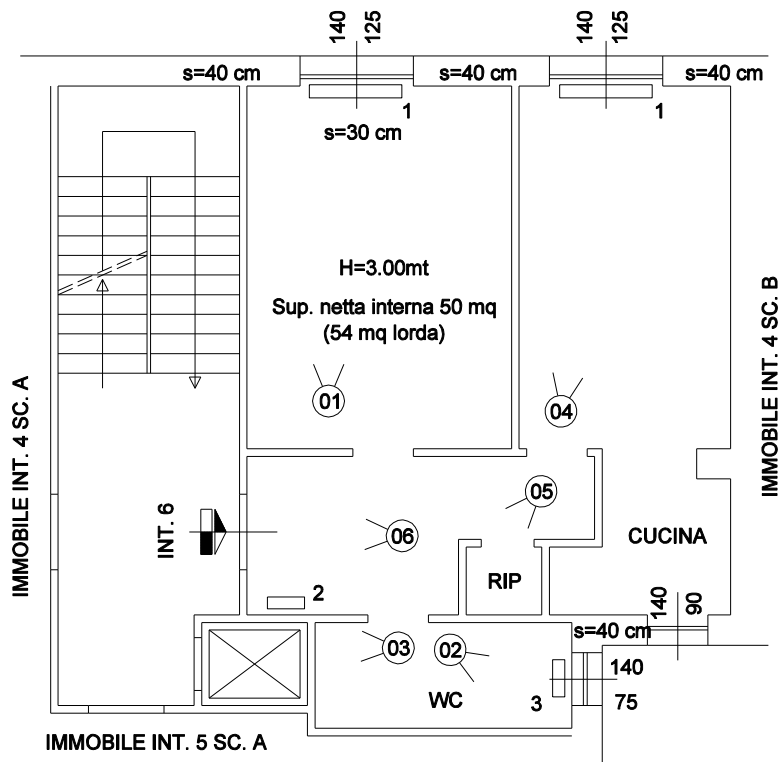 140
125
140
125
s=40 cm
s=40 cm
s=40 cm
1
1
s=30 cm
H=3.00mt
Sup. netta interna 50 mq
(54 mq lorda)
01
04
IMMOBILE INT. 4 SC. A
IMMOBILE INT. 4 SC. B
INT. 6
05
06
CUCINA
RIP
2
140
90
s=40 cm
03
02
140
75
WC
3
IMMOBILE INT. 5 SC. A